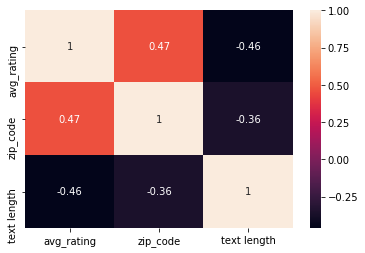 avg_rating
1
0.47
-0.46
zip_code
0.47
1
-0.36
text length
-0.46
-0.36
1
avg_rating
zip_code
text length
1.00
0.75
0.50
0.25
0.00
−0.25